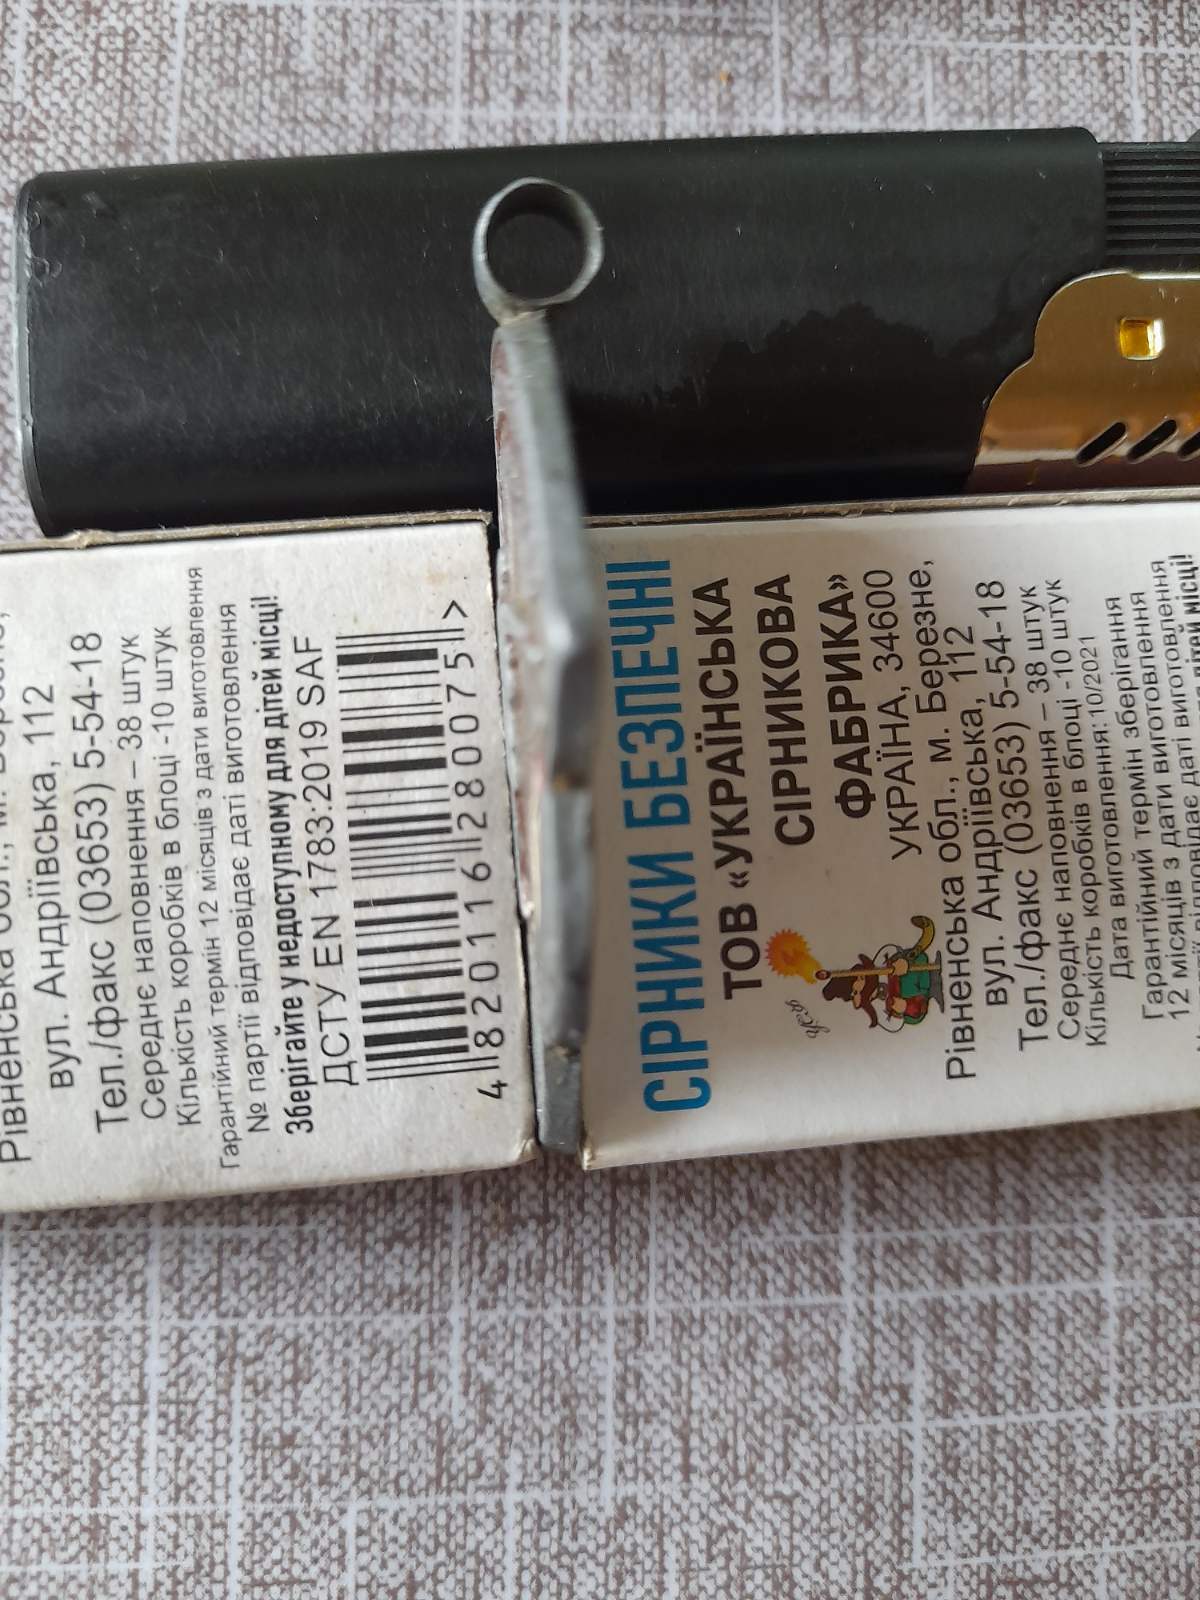 вул. Андріївська, 112
Тел./факс (03653) 5-54-18
Середнє наповнення – 38 штук
Кількість коробків в блоці -10 штук
Гарантійний термін 12 місяців з дати виготовлення
№ партії відповідає даті виготовлення
Зберігайте у недоступному для дітей місці!
ДСТУ EN 1783:2019 SAF
4 820116 280075 >
СІРНИКИ БЕЗПЕЧНІ
ТОВ «УКРАЇНСЬКА
СІРНИКОВА
ФАБРИКА»
УКРАЇНА, 34600
Рівненська обл., м. Березне,
вул. Андріївська, 112
Тел./факс (03653) 5-54-18
Середнє наповнення – 38 штук
Кількість коробків в блоці -10 штук
Дата виготовлення: 10/2021
Гарантійний термін зберігання
12 місяців з дати виготовлення